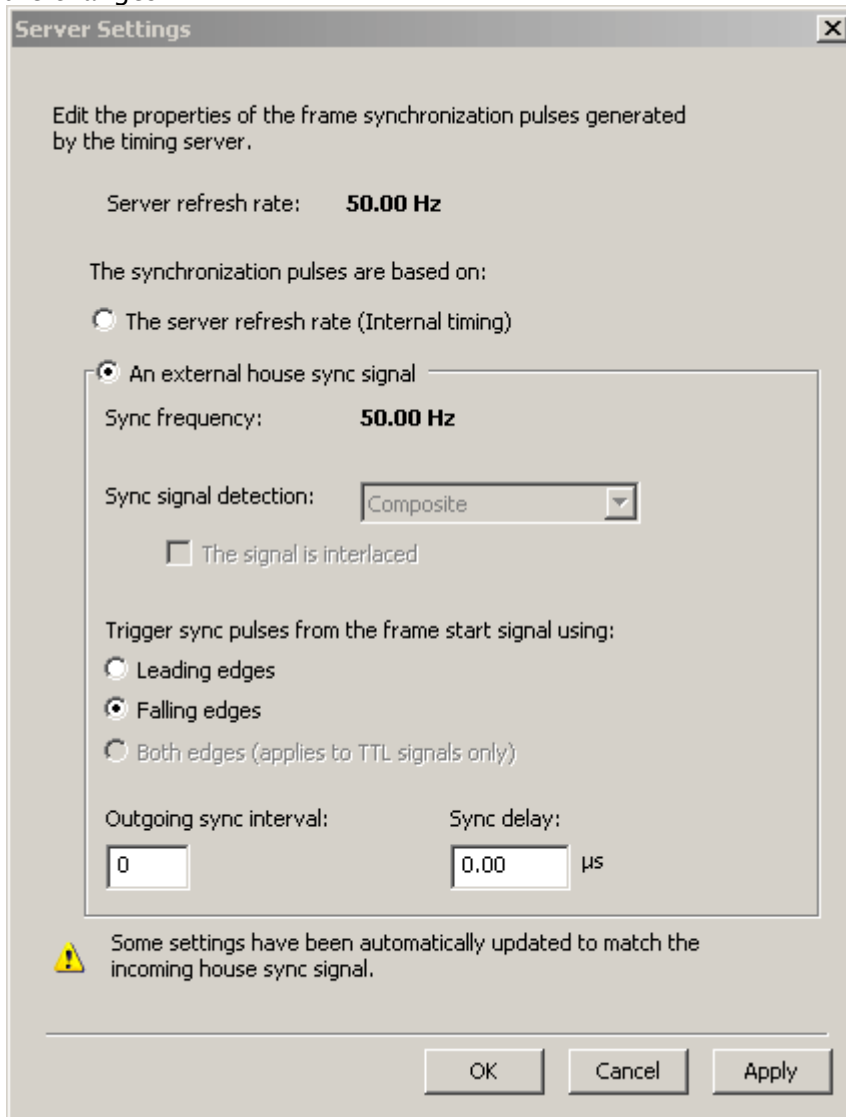 Server Settings
Edit the properties of the frame synchronization pulses generated
by the timing server.
Server refresh rate: 50.00 Hz
The synchronization pulses are based on:
The server refresh rate (Internal timing)
An external house sync signal
Sync frequency: 50.00 Hz
Sync signal detection: Composite
The signal is interlaced
Trigger sync pulses from the frame start signal using:
Leading edges
Falling edges
Both edges (applies to TTL signals only)
Outgoing sync interval: Sync delay:
0 0.00 µs
Some settings have been automatically updated to match the
incoming house sync signal.
OK Cancel Apply